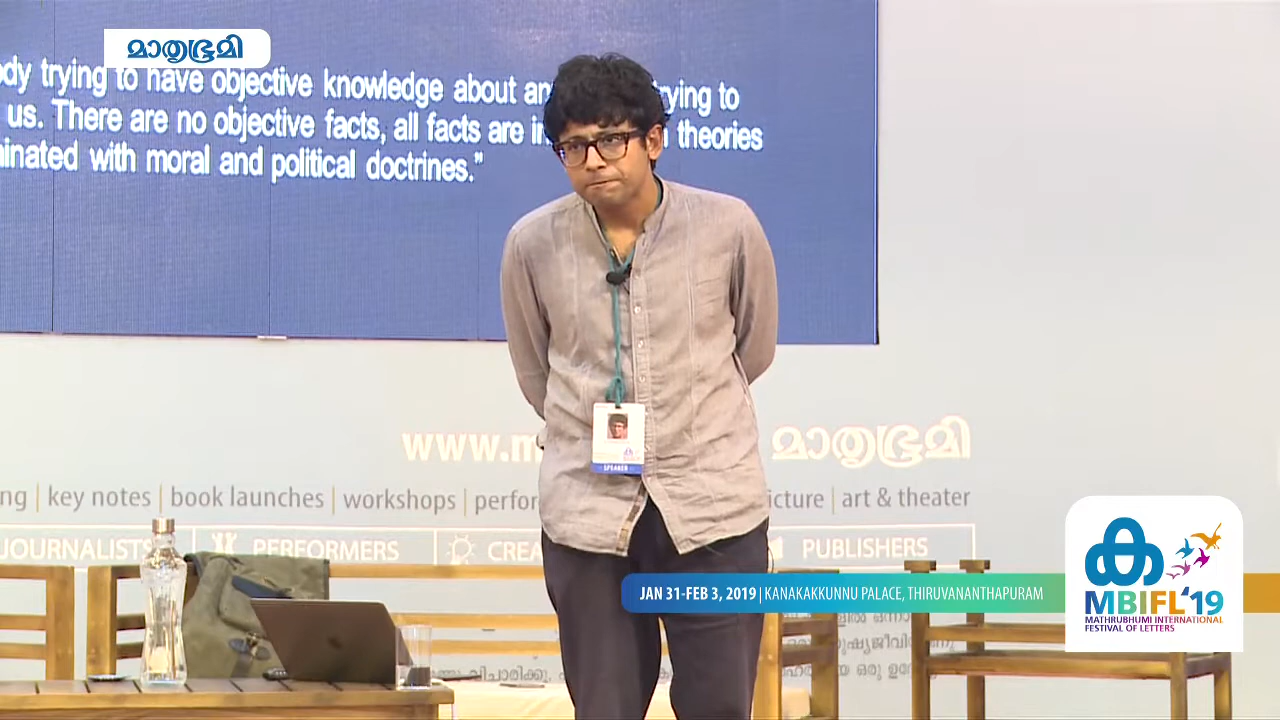 മാതൃഭൂമി
ody trying to have objective knowledge about an trying to
us. There are no objective facts, all facts are in theories
ninated with moral and political doctrines."
www.m മാതൃഭൂമി
ng | key notes | book launches | workshops | perfor icture | art & theater
JOURNALISTS PERFORMERS CREA PUBLISHERS
SPEAKER
JAN 31-FEB 3, 2019 | KANAKAKKUNNU PALACE, THIRUVANANTHAPURAM
ക
MBIFL'19
MATHRUBHUMI INTERNATIONAL
FESTIVAL OF LETTERS